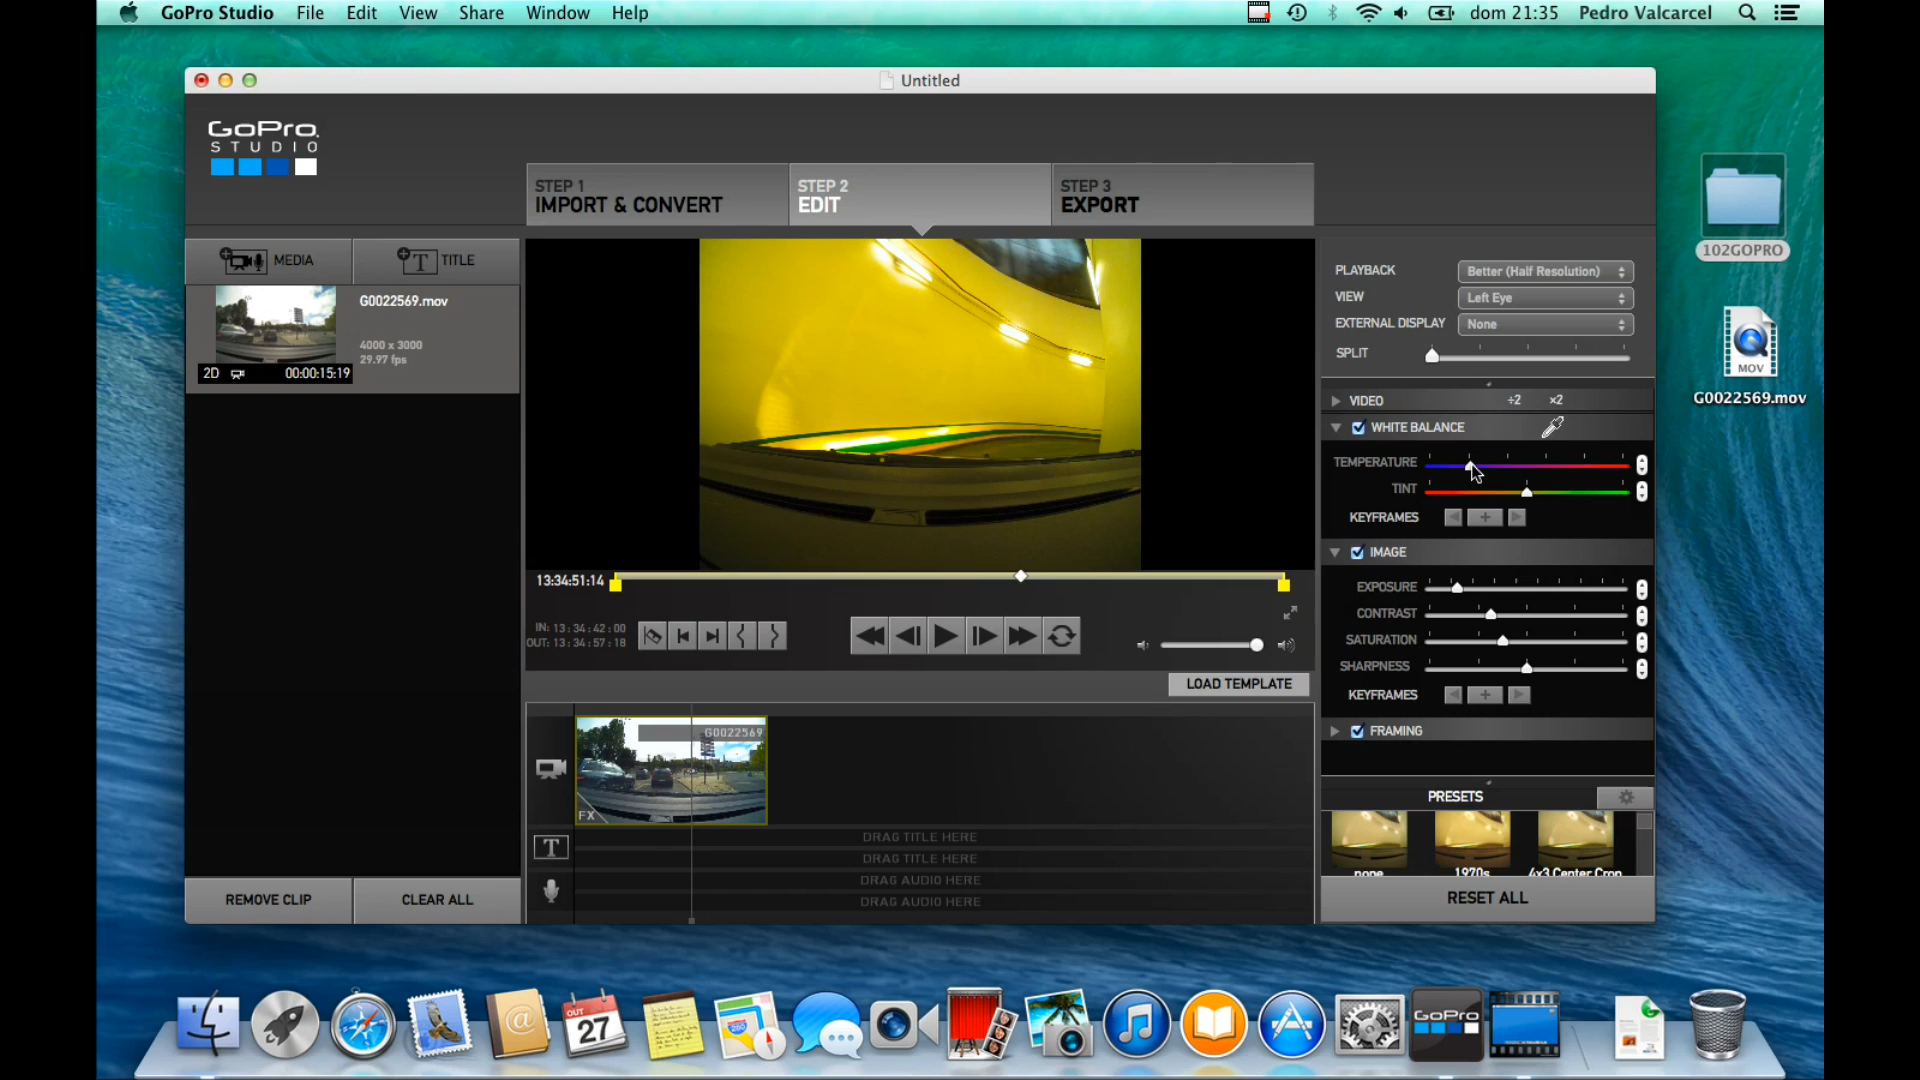 GoPro Studio File Edit View Share Window Help
dom 21:35 Pedro Valcarcel
Untitled
GoPro
STUDIO
STEP 1
IMPORT & CONVERT
STEP 2
EDIT
STEP 3
EXPORT
MEDIA
T TITLE
G0022569.mov
4000 x 3000
29.97 fps
2D 00:00:15:19
PLAYBACK Better (Half Resolution)
VIEW Left Eye
EXTERNAL DISPLAY None
SPLIT
VIDEO ÷2 x2
WHITE BALANCE
TEMPERATURE
TINT
KEYFRAMES
IMAGE
EXPOSURE
CONTRAST
SATURATION
SHARPNESS
KEYFRAMES
FRAMING
102GOPRO
MOV
G0022569.mov
13:34:51:14
IN: 13:34:42:00
OUT: 13:34:57:18
LOAD TEMPLATE
G0022569
FX
T
DRAG TITLE HERE
DRAG TITLE HERE
DRAG AUDIO HERE
DRAG AUDIO HERE
PRESETS
none 1970s 4x3 Center Crop
RESET ALL
REMOVE CLIP
CLEAR ALL
OUT
27
280
GoPro